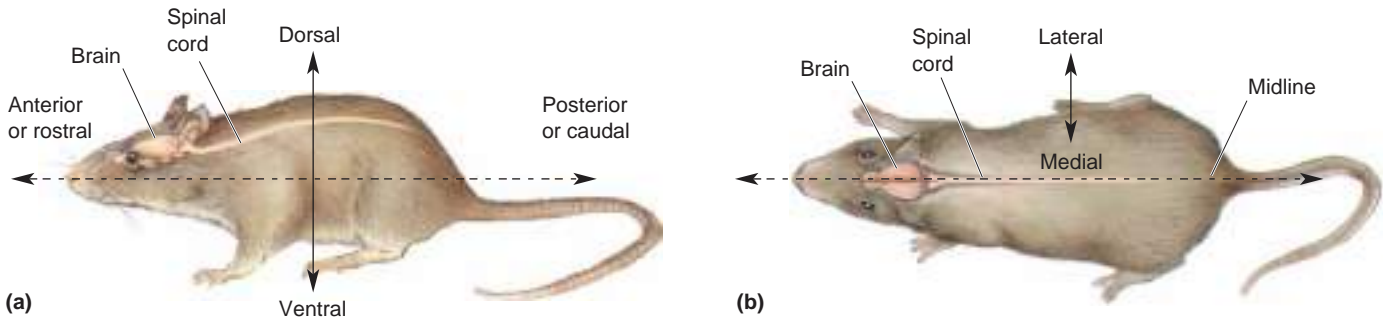 Spinal
cord
Brain
Dorsal
Anterior
or rostral
Posterior
or caudal
Ventral
(a)
Spinal
cord
Brain
Lateral
Midline
Medial
(b)